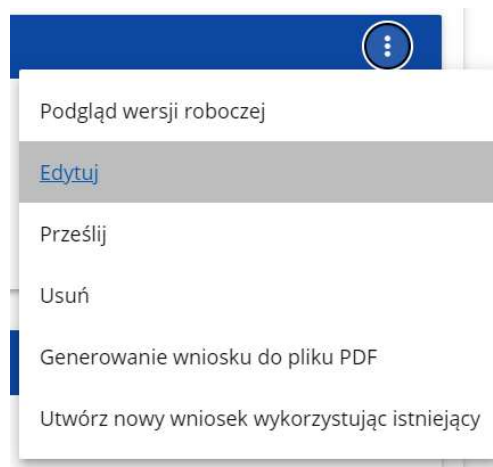 Podgląd wersji roboczej
Edytuj
Prześlij
Usuń
Generowanie wniosku do pliku PDF
Utwórz nowy wniosek wykorzystując istniejący